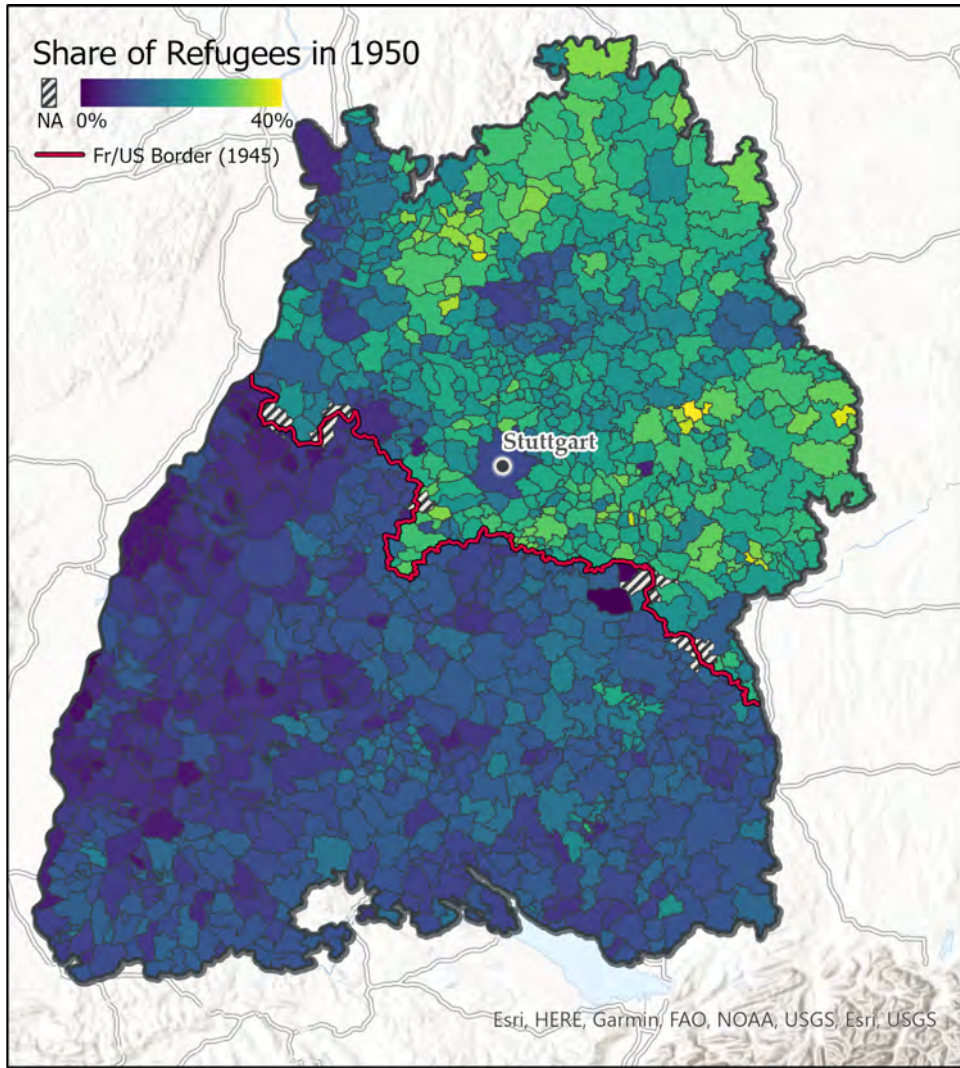 Share of Refugees in 1950
NA 0% 40%
Fr/US Border (1945)
Stuttgart
Esri, HERE, Garmin, FAO, NOAA, USGS, Esri, USGS